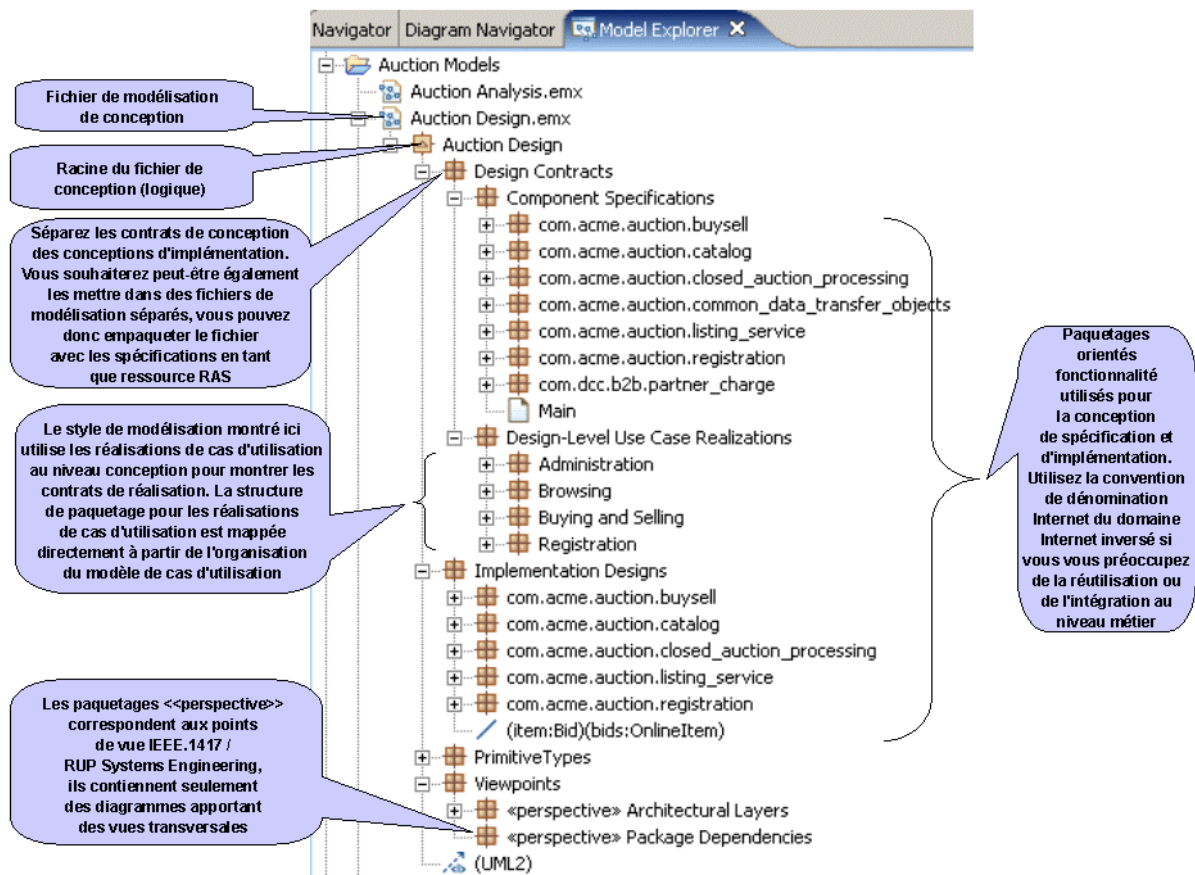 Navigator
Diagram Navigator
Model Explorer
Auction Models
Auction Analysis.emx
Auction Design.emx
Auction Design
Design Contracts
Component Specifications
com.acme.auction.buysell
com.acme.auction.catalog
com.acme.auction.closed_auction_processing
com.acme.auction.common_data_transfer_objects
com.acme.auction.listing_service
com.acme.auction.registration
com.dcc.b2b.partner_charge
Main
Design-Level Use Case Realizations
Administration
Browsing
Buying and Selling
Registration
Implementation Designs
com.acme.auction.buysell
com.acme.auction.catalog
com.acme.auction.closed_auction_processing
com.acme.auction.listing_service
com.acme.auction.registration
(item:Bid)(bids:OnlineItem)
PrimitiveTypes
Viewpoints
«perspective» Architectural Layers
«perspective» Package Dependencies
(UML2)
Fichier de modélisation
de conception
Racine du fichier de
conception (logique)
Séparez les contrats de conception
des conceptions d'implémentation.
Vous souhaiterez peut-être également
les mettre dans des fichiers de
modélisation séparés, vous pouvez
donc empaqueter le fichier
avec les spécifications en tant
que ressource RAS
Le style de modélisation montré ici
utilise les réalisations de cas d'utilisation
au niveau conception pour montrer les
contrats de réalisation. La structure
de paquetage pour les réalisations
de cas d'utilisation est mappée
directement à partir de l'organisation
du modèle de cas d'utilisation
Les paquetages <<perspective>>
correspondent aux points
de vue IEEE.1417 /
RUP Systems Engineering,
ils contiennent seulement
des diagrammes apportant
des vues transversales
Paquetages
orientés
fonctionnalité
utilisés pour
la conception
de spécification et
d'implémentation.
Utilisez la convention
de dénomination
Internet du domaine
Internet inversé si
vous vous préoccupez
de la réutilisation ou
de l'intégration au
niveau métier